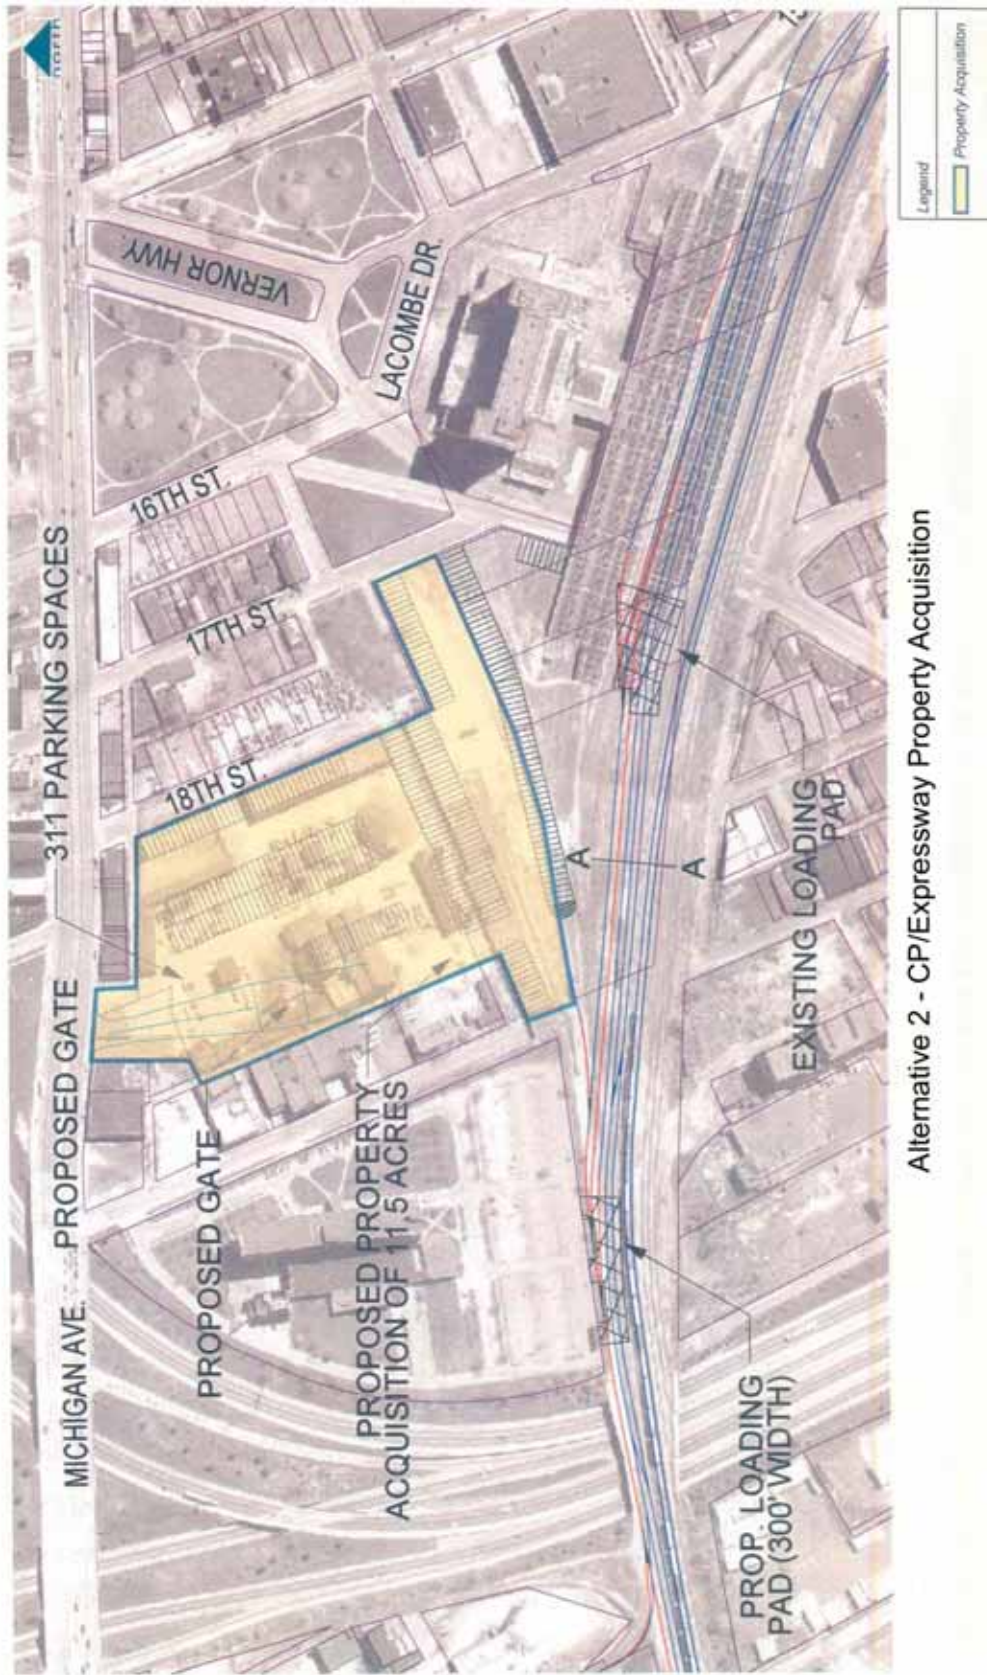 MICHIGAN AVE.
PROPOSED GATE
311 PARKING SPACES
PROPOSED GATE
PROPOSED PROPERTY
ACQUISITION OF 11.5 ACRES
18TH ST.
17TH ST.
16TH ST.
VERNOR HWY.
LACOMBE DR.
A
A
PROP. LOADING
PAD (300' WIDTH)
EXISTING LOADING
PAD
Alternative 2 - CP/Expressway Property Acquisition
Legend
Property Acquisition